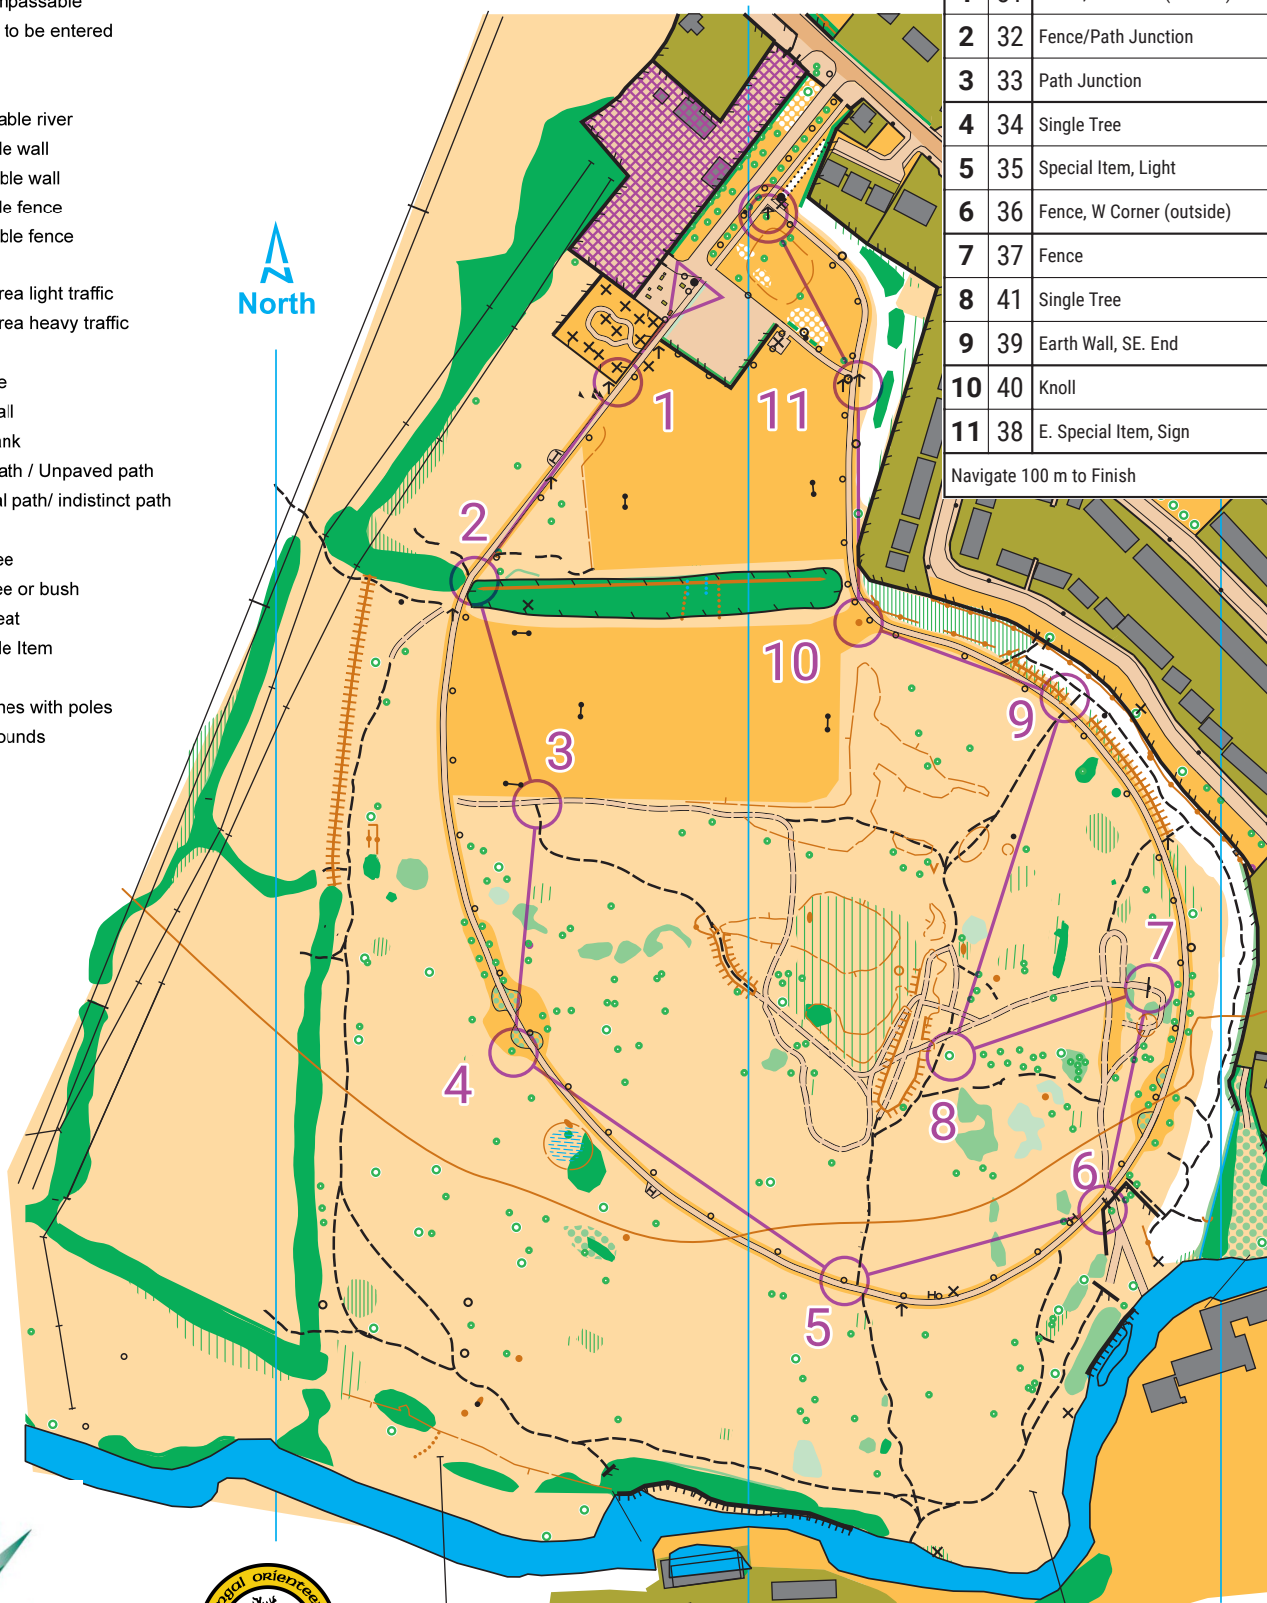 mpassable
to be entered
able river
le wall
ble wall
le fence
ble fence
rea light traffic
rea heavy traffic
e
all
ank
ath / Unpaved path
al path/ indistinct path
ee
ee or bush
eat
le Item
nes with poles
ounds
North
2 32 Fence/Path Junction
3 33 Path Junction
4 34 Single Tree
5 35 Special Item, Light
6 36 Fence, W Corner (outside)
7 37 Fence
8 41 Single Tree
9 39 Earth Wall, SE. End
10 40 Knoll
11 38 E. Special Item, Sign
Navigate 100 m to Finish
1
11
2
10
3
9
7
4
8
6
5
ngal orientee